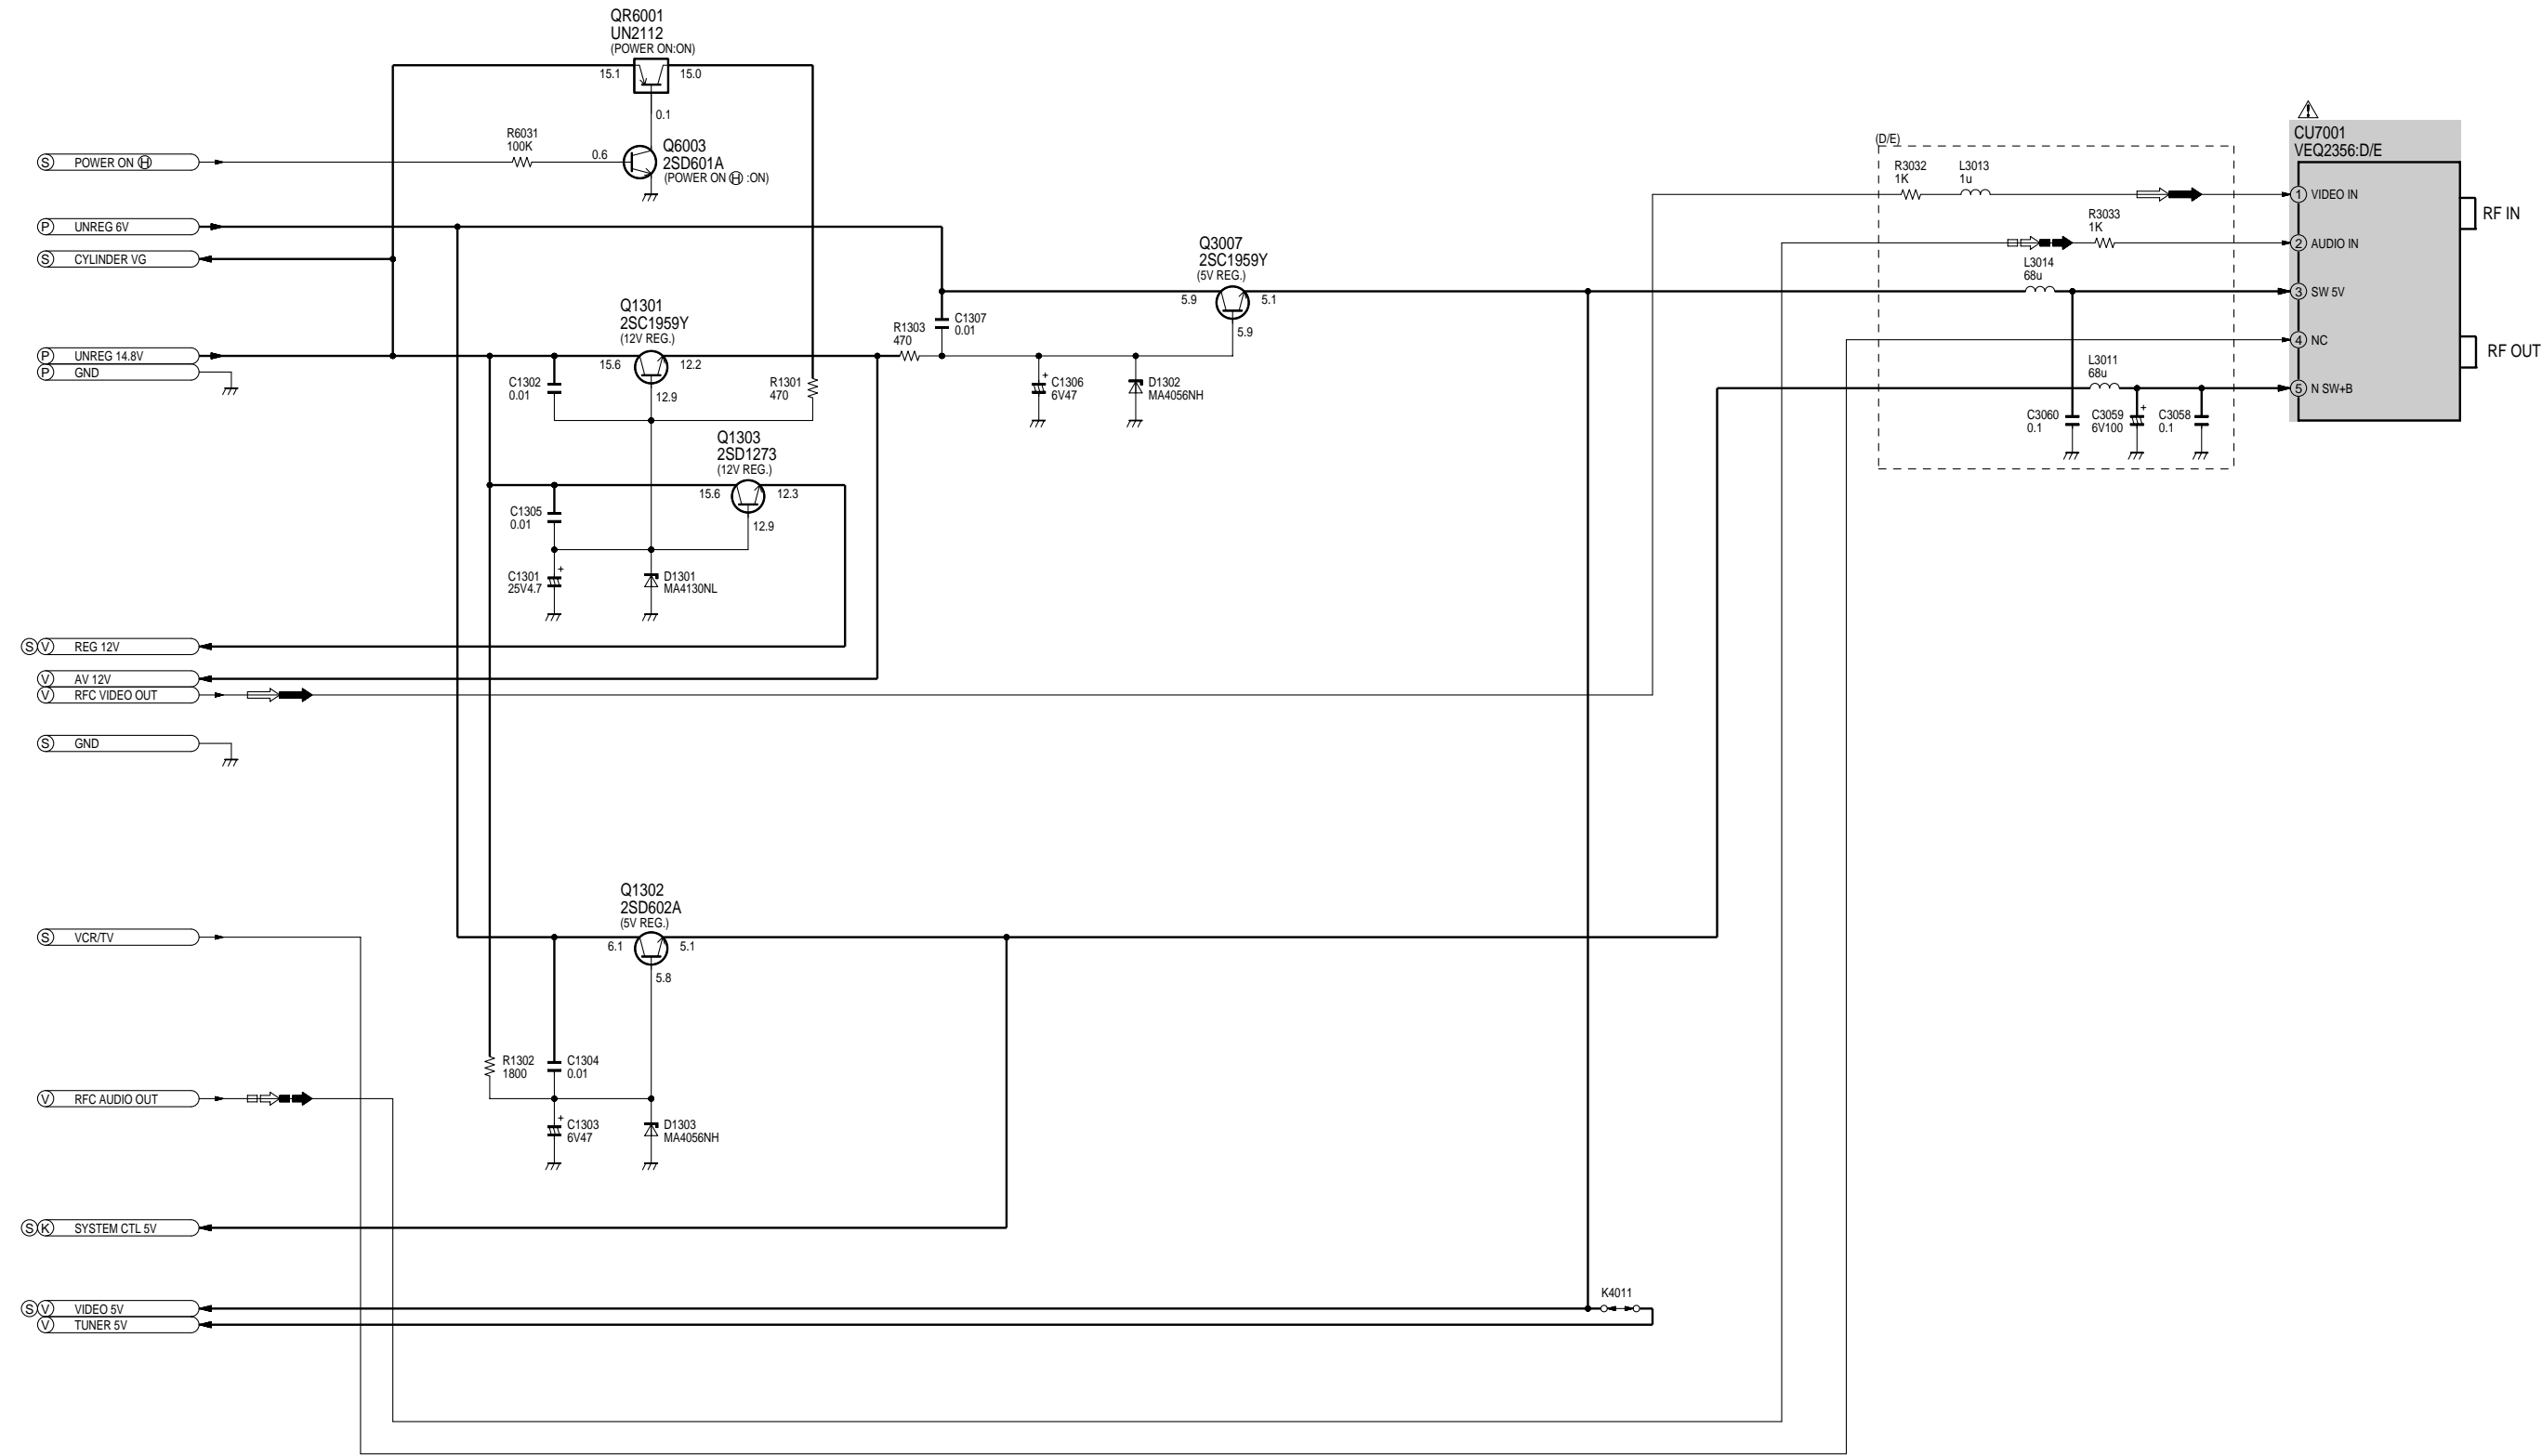 QR6001
UN2112
(POWER ON:ON)
15.1
15.0
0.1
R6031
100K
0.6
Q6003
2SD601A
(POWER ON Ⓗ :ON)
Ⓢ POWER ON Ⓗ
Ⓟ UNREG 6V
Ⓢ CYLINDER VG
Q1301
2SC1959Y
(12V REG.)
Ⓟ UNREG 14.8V
Ⓟ GND
15.6
12.2
12.9
C1302
0.01
R1301
470
R1303
470
C1307
0.01
Q3007
2SC1959Y
(5V REG.)
5.9
5.1
5.9
C1306
+
6V47
D1302
MA4056NH
Q1303
2SD1273
(12V REG.)
15.6
12.3
12.9
C1305
0.01
C1301
+
25V4.7
D1301
MA4130NL
ⓈⓋ REG 12V
Ⓥ AV 12V
Ⓥ RFC VIDEO OUT
Ⓢ GND
Q1302
2SD602A
(5V REG.)
Ⓢ VCR/TV
6.1
5.1
5.8
R1302
1800
C1304
0.01
Ⓥ RFC AUDIO OUT
C1303
+
6V47
D1303
MA4056NH
ⓈⓀ SYSTEM CTL 5V
ⓈⓋ VIDEO 5V
Ⓥ TUNER 5V
K4011
(D/E)
R3032
1K
L3013
1u
R3033
1K
L3014
68u
L3011
68u
C3060
0.1
C3059
+
6V100
C3058
0.1
CU7001
VEQ2356:D/E
① VIDEO IN
② AUDIO IN
③ SW 5V
④ NC
⑤ N SW+B
RF IN
RF OUT